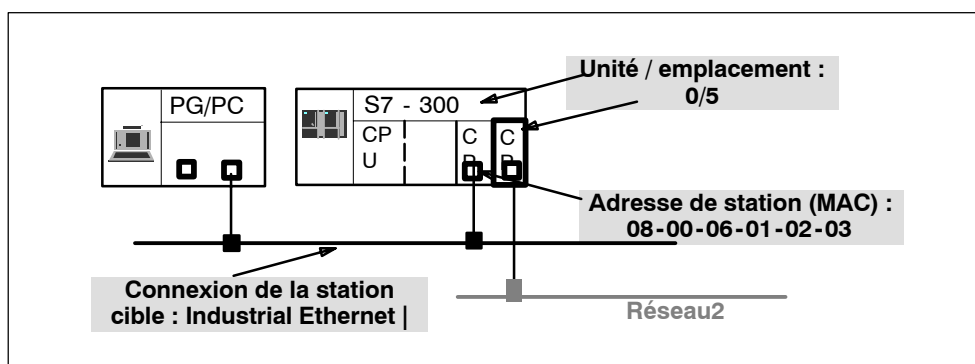 Unité / emplacement :
0/5
PG/PC
S7 - 300
CP
U
C
P
C
P
Adresse de station (MAC) :
08-00-06-01-02-03
Connexion de la station
cible : Industrial Ethernet |
Réseau2